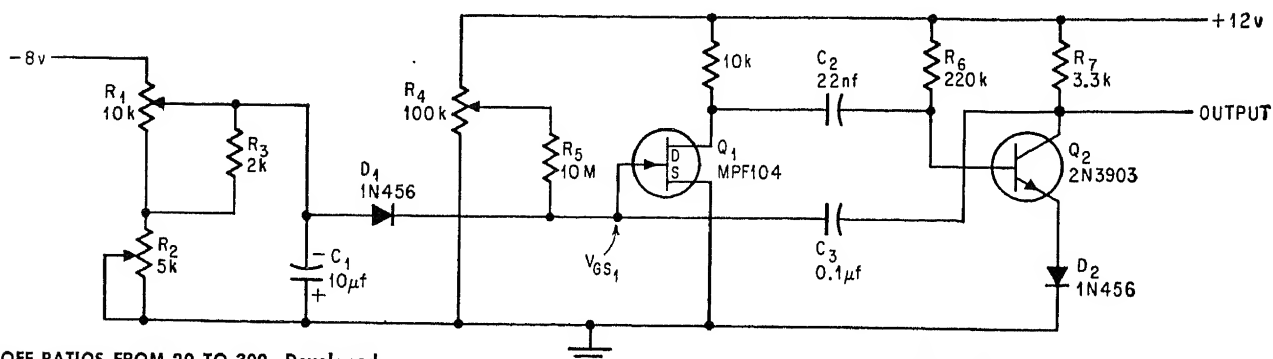 -8v
+12v
R1
10k
R3
2k
R2
5k
C1
10µf
-
+
D1
1N456
R4
100k
R5
10M
VGS1
10k
D
S
Q1
MPF104
C2
22nf
C3
0.1µf
R6
220k
R7
3.3k
OUTPUT
Q2
2N3903
D2
1N456
OFF RATIOS FROM 20 TO 300 Developed